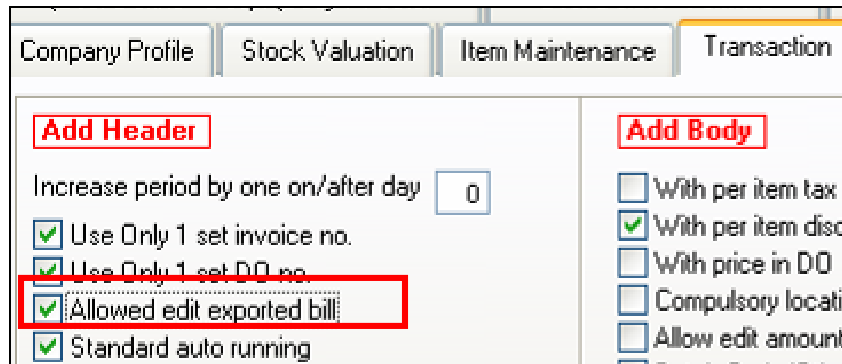 Company Profile
Stock Valuation
Item Maintenance
Transaction
Add Header
Increase period by one on/after day 0
Use Only 1 set invoice no.
Use Only 1 set DO no.
Allowed edit exported bill
Standard auto running
Add Body
With per item tax
With per item disc
With price in DO
Compulsory locati
Allow edit amount